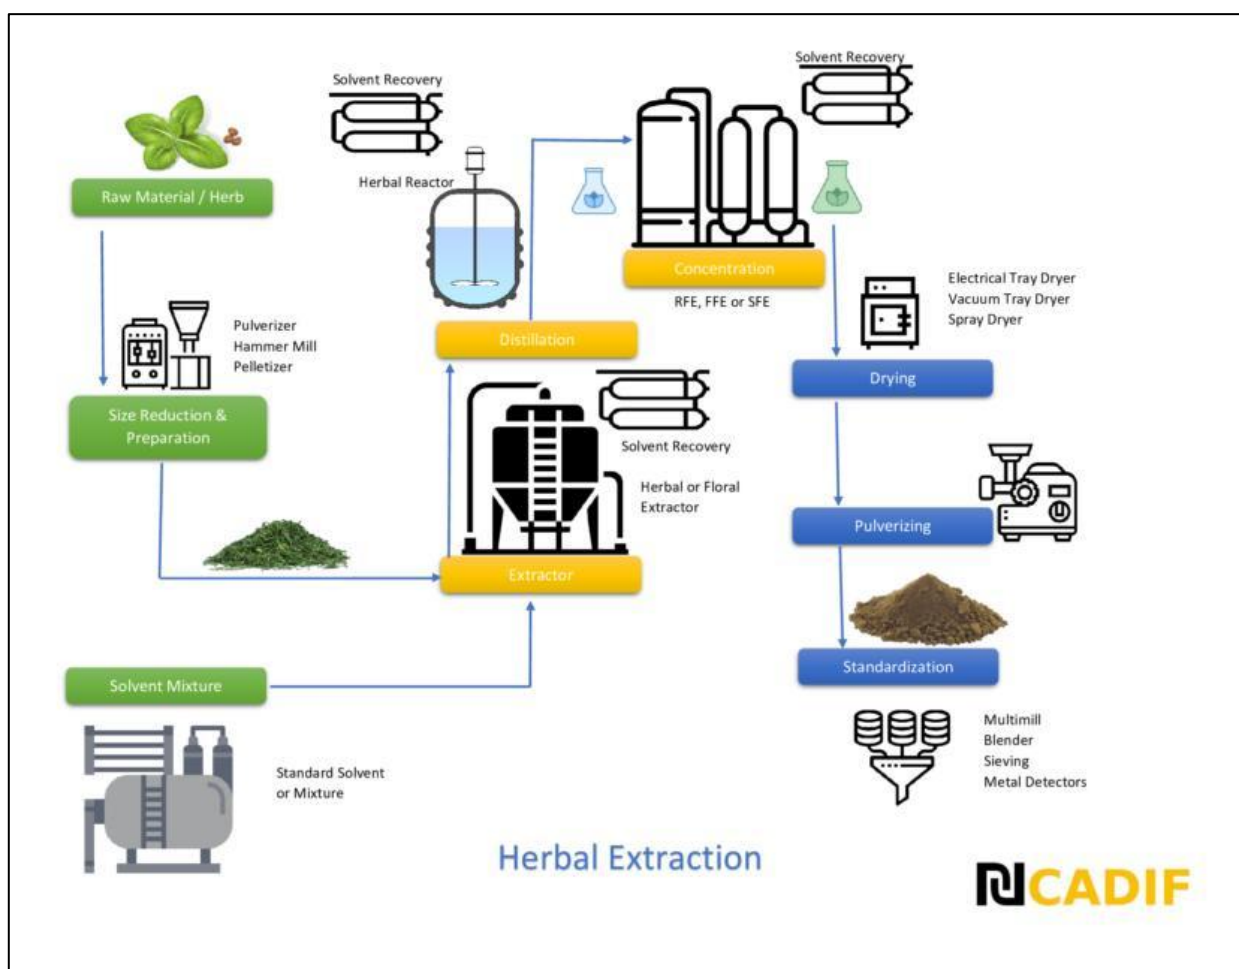 Solvent Recovery
Solvent Recovery
Raw Material / Herb
Herbal Reactor
Concentration
RFE, FFE or SFE
Electrical Tray Dryer
Vacuum Tray Dryer
Spray Dryer
Pulverizer
Hammer Mill
Pelletizer
Distillation
Drying
Size Reduction &
Preparation
Solvent Recovery
Herbal or Floral
Extractor
Pulverizing
Extractor
Solvent Mixture
Standardization
Standard Solvent
or Mixture
Multimill
Blender
Sieving
Metal Detectors
Herbal Extraction
CADIF